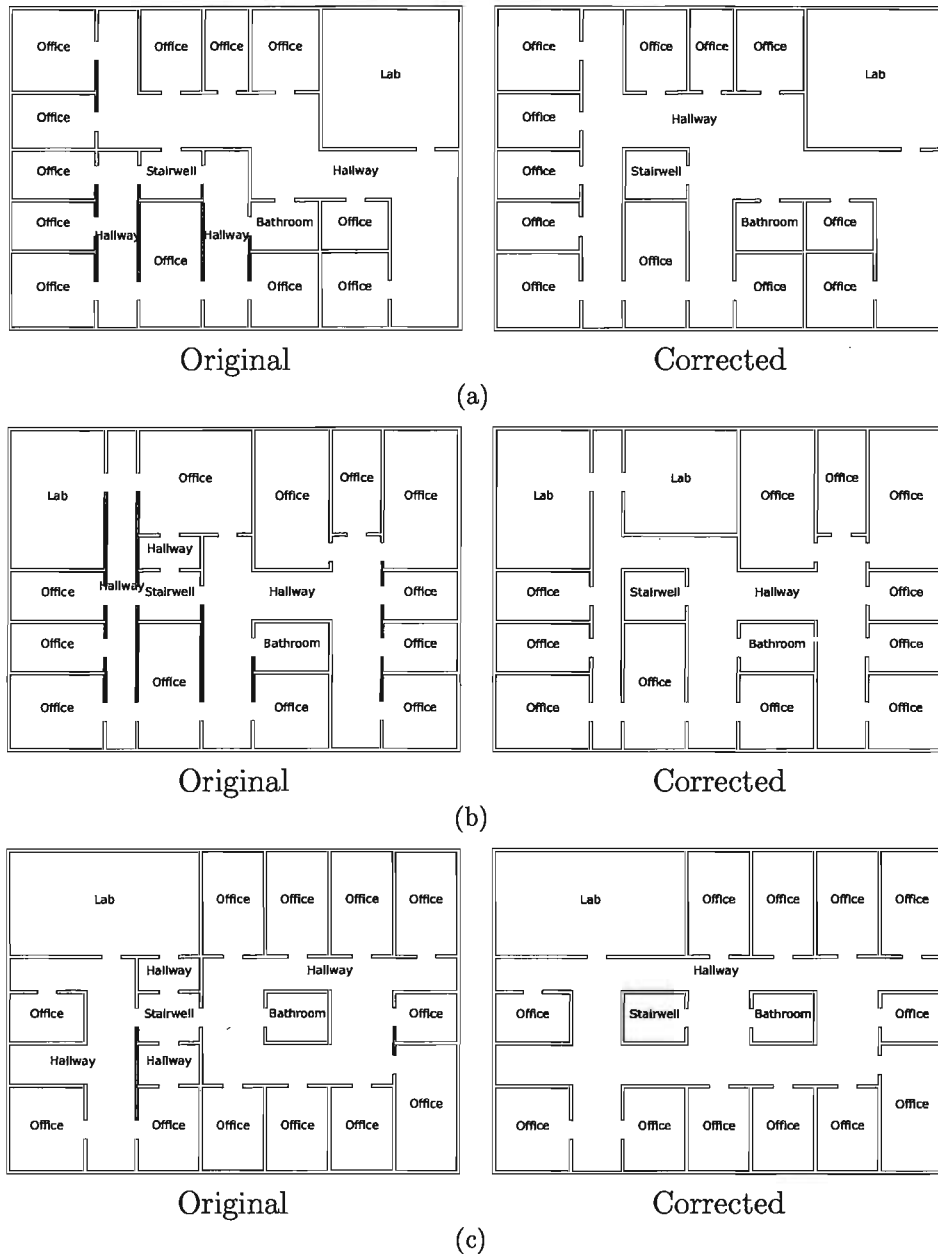 Office Office Office Office Office Office Office Office
Lab Lab
Office Office
Hallway
Office Stairwell Hallway Office Stairwell
Office Hallway Hallway Bathroom Office Office Bathroom Office
Office Office Office Office Office Office Office Office
Original Corrected
(a)
Office Office
Lab Office Office Office Lab Lab Office Office
Hallway
Office Hallway Stairwell Hallway Office Office Stairwell Hallway Office
Office Bathroom Office Office Bathroom Office
Office Office Office Office Office Office Office Office
Original Corrected
(b)
Lab Office Office Office Office Lab Office Office Office Office
Hallway Hallway Hallway
Office Stairwell Bathroom Office Office Stairwell Bathroom Office
Hallway Hallway
Office Office
Office Office Office Office Office Office Office Office Office Office
Original Corrected
(c)